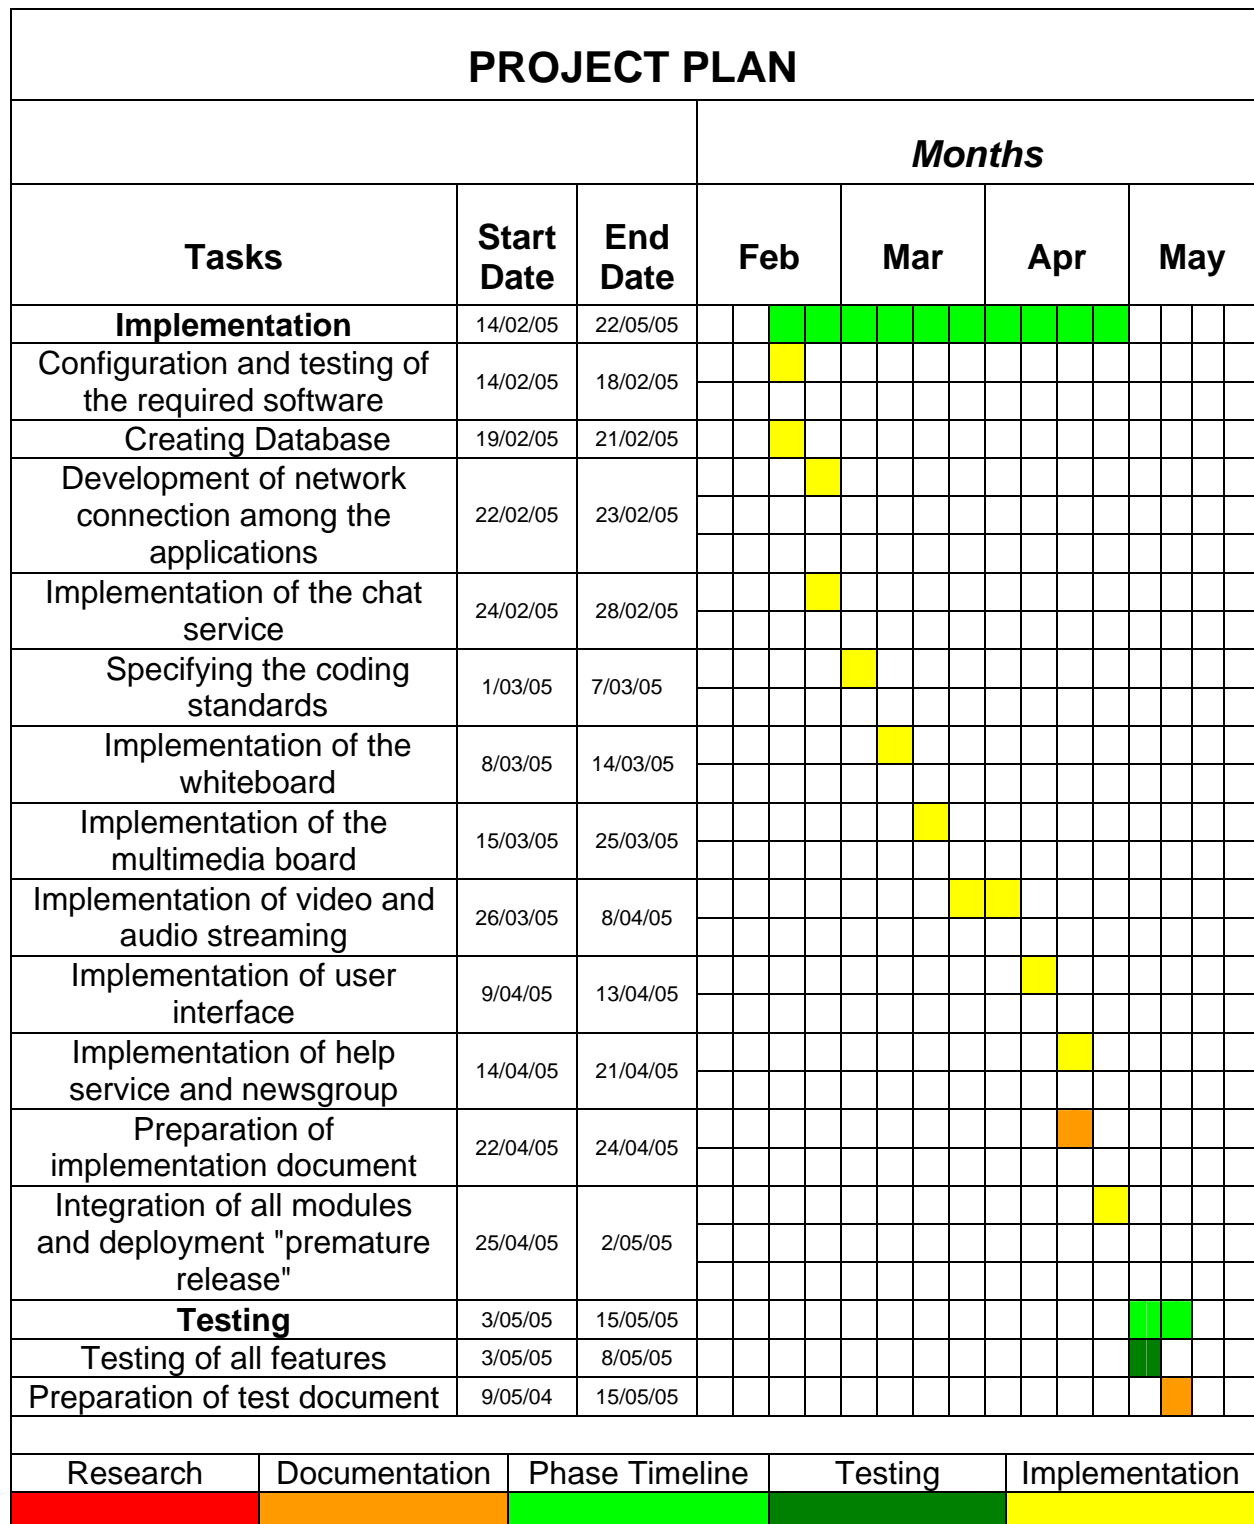 PROJECT PLAN
Months
Tasks
Start
Date
End
Date
Feb
Mar
Apr
May
Implementation
14/02/05
22/05/05
Configuration and testing of
the required software
14/02/05
18/02/05
Creating Database
19/02/05
21/02/05
Development of network
connection among the
applications
22/02/05
23/02/05
Implementation of the chat
service
24/02/05
28/02/05
Specifying the coding
standards
1/03/05
7/03/05
Implementation of the
whiteboard
8/03/05
14/03/05
Implementation of the
multimedia board
15/03/05
25/03/05
Implementation of video and
audio streaming
26/03/05
8/04/05
Implementation of user
interface
9/04/05
13/04/05
Implementation of help
service and newsgroup
14/04/05
21/04/05
Preparation of
implementation document
22/04/05
24/04/05
Integration of all modules
and deployment "premature
release"
25/04/05
2/05/05
Testing
3/05/05
15/05/05
Testing of all features
3/05/05
8/05/05
Preparation of test document
9/05/04
15/05/05
Research
Documentation
Phase Timeline
Testing
Implementation